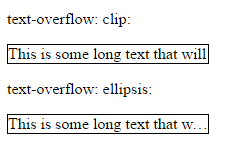 text-overflow: clip:
This is some long text that will
text-overflow: ellipsis:
This is some long text that w…